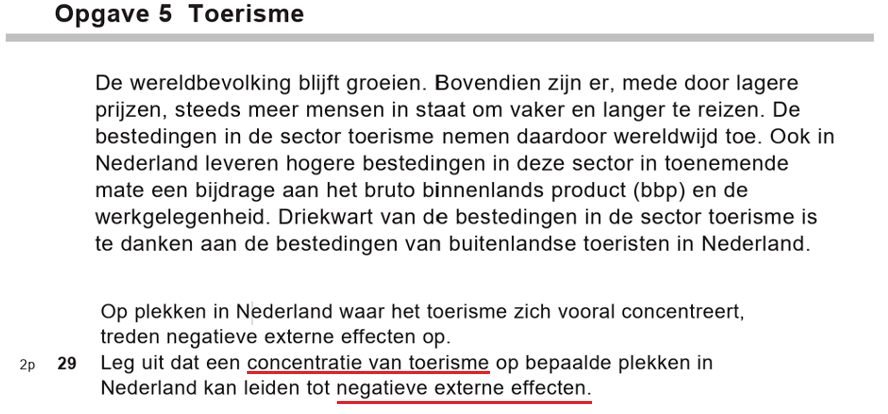 Opgave 5 Toerisme
De wereldbevolking blijft groeien. Bovendien zijn er, mede door lagere
prijzen, steeds meer mensen in staat om vaker en langer te reizen. De
bestedingen in de sector toerisme nemen daardoor wereldwijd toe. Ook in
Nederland leveren hogere bestedingen in deze sector in toenemende
mate een bijdrage aan het bruto binnenlands product (bbp) en de
werkgelegenheid. Driekwart van de bestedingen in de sector toerisme is
te danken aan de bestedingen van buitenlandse toeristen in Nederland.
Op plekken in Nederland waar het toerisme zich vooral concentreert,
treden negatieve externe effecten op.
2p 29 Leg uit dat een concentratie van toerisme op bepaalde plekken in
Nederland kan leiden tot negatieve externe effecten.